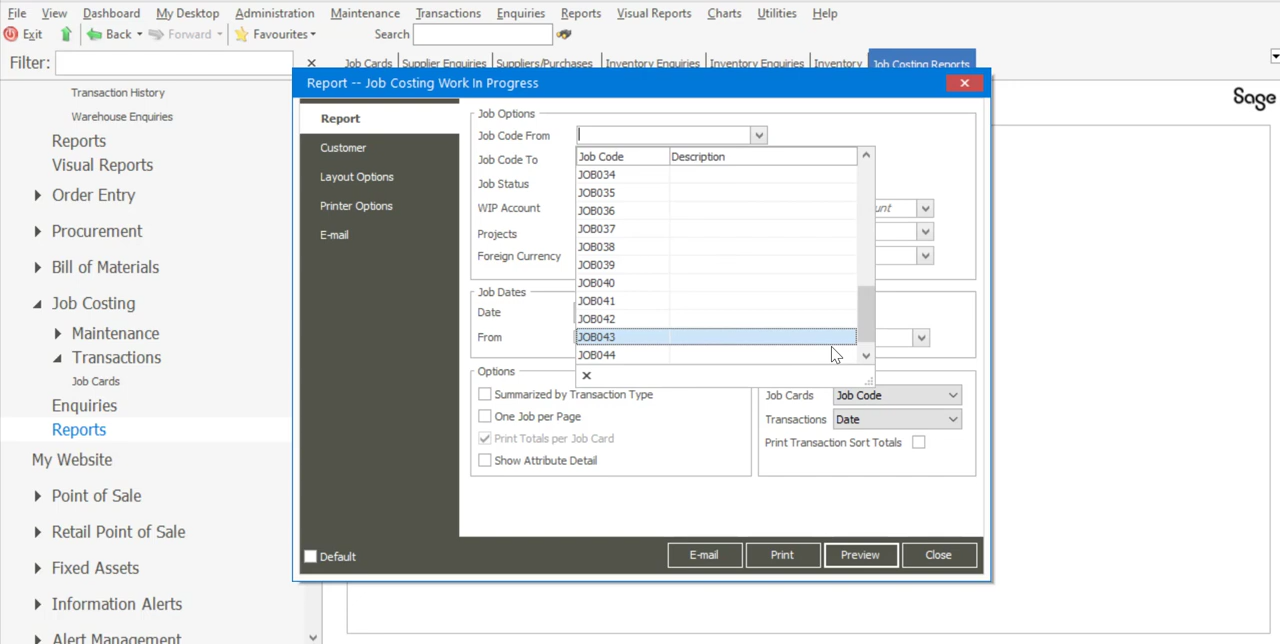 File View Dashboard My Desktop Administration Maintenance Transactions Enquiries Reports Visual Reports Charts Utilities Help
Exit Back Forward Favourites Search
Filter: Job Cards Supplier Enquiries Suppliers/Purchases Inventory Enquiries Inventory Enquiries Inventory Job Costing Reports
Sage
Transaction History
Warehouse Enquiries
Reports
Visual Reports
Order Entry
Procurement
Bill of Materials
Job Costing
Maintenance
Transactions
Job Cards
Enquiries
Reports
My Website
Point of Sale
Retail Point of Sale
Fixed Assets
Information Alerts
Alert Management
Report -- Job Costing Work In Progress
Report
Customer
Layout Options
Printer Options
E-mail
Job Options
Job Code From
Job Code To
Job Status
WIP Account
Projects
Foreign Currency
Job Code Description
JOB034
JOB035
JOB036
JOB037
JOB038
JOB039
JOB040
JOB041
JOB042
JOB043
JOB044
Job Dates
Date
From
Options
Summarized by Transaction Type
One Job per Page
Print Totals per Job Card
Show Attribute Detail
Job Cards Job Code
Transactions Date
Print Transaction Sort Totals
Default
E-mail Print Preview Close